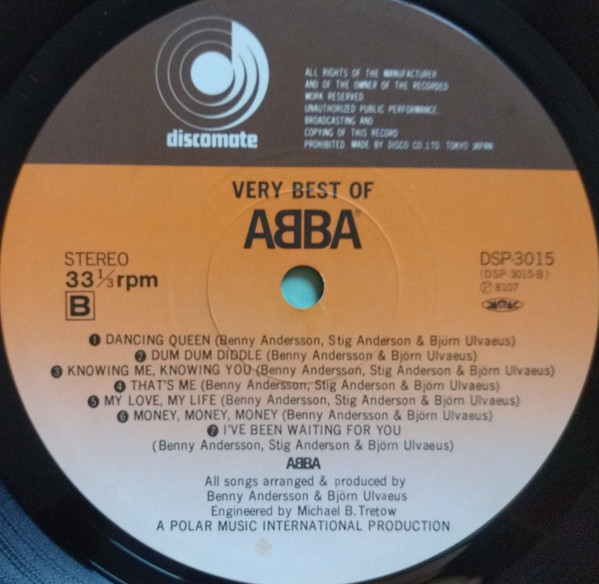 discomate
ALL RIGHTS OF THE MANUFACTURER
AND OF THE OWNER OF THE RECORDED
WORK RESERVED
UNAUTHORIZED PUBLIC PERFORMANCE,
BROADCASTING AND
COPYING OF THIS RECORD
PROHIBITED. MADE BY DISCO CO., LTD. TOKYO JAPAN
VERY BEST OF
ABBA
STEREO
33 1/3 rpm
B
DSP-3015
(DSP-3015-B)
Ⓟ 8107
❶ DANCING QUEEN (Benny Andersson, Stig Anderson & Björn Ulvaeus)
❷ DUM DUM DIDDLE (Benny Andersson & Björn Ulvaeus)
❸ KNOWING ME, KNOWING YOU (Benny Andersson, Stig Anderson & Björn Ulvaeus)
❹ THAT'S ME (Benny Andersson, Stig Anderson & Björn Ulvaeus)
❺ MY LOVE, MY LIFE (Benny Andersson, Stig Anderson & Björn Ulvaeus)
❻ MONEY, MONEY, MONEY (Benny Andersson & Björn Ulvaeus)
❼ I'VE BEEN WAITING FOR YOU
(Benny Andersson, Stig Anderson & Björn Ulvaeus)
ABBA
All songs arranged & produced by
Benny Andersson & Björn Ulvaeus
Engineered by Michael B. Tretow
A POLAR MUSIC INTERNATIONAL PRODUCTION